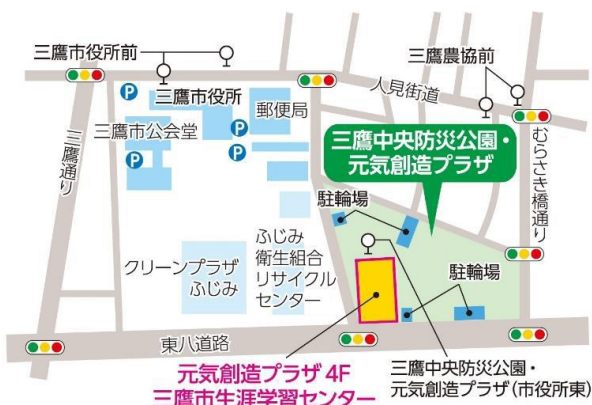 三鷹市役所前
三鷹農協前
人見街道
P
三鷹市役所
郵便局
P
P
三鷹市公会堂
P
三鷹通り
三鷹中央防災公園・
元気創造プラザ
むらさき橋通り
駐輪場
ふじみ
衛生組合
リサイクル
センター
クリーンプラザ
ふじみ
駐輪場
東八道路
元気創造プラザ 4F
三鷹市生涯学習センター
三鷹中央防災公園・
元気創造プラザ(市役所東)